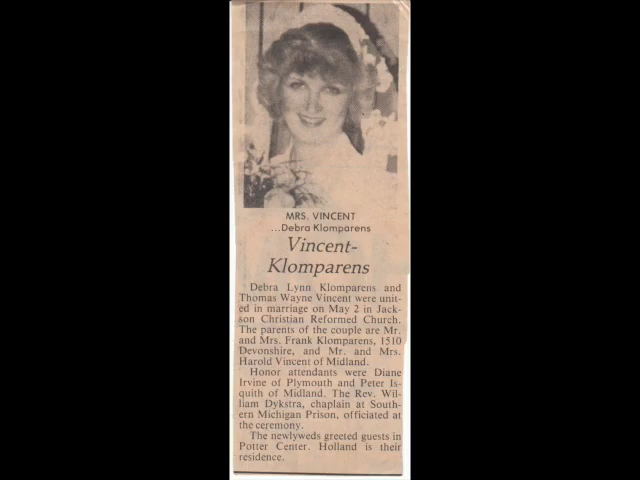 MRS. VINCENT
...Debra Klomparens
Vincent-
Klomparens
Debra Lynn Klomparens and
Thomas Wayne Vincent were unit-
ed in marriage on May 2 in Jack-
son Christian Reformed Church.
The parents of the couple are Mr.
and Mrs. Frank Klomparens, 1510
Devonshire, and Mr. and Mrs.
Harold Vincent of Midland.
Honor attendants were Diane
Irvine of Plymouth and Peter Is-
quith of Midland. The Rev. Wil-
liam Dykstra, chaplain at South-
ern Michigan Prison, officiated at
the ceremony.
The newlyweds greeted guests in
Potter Center. Holland is their
residence.